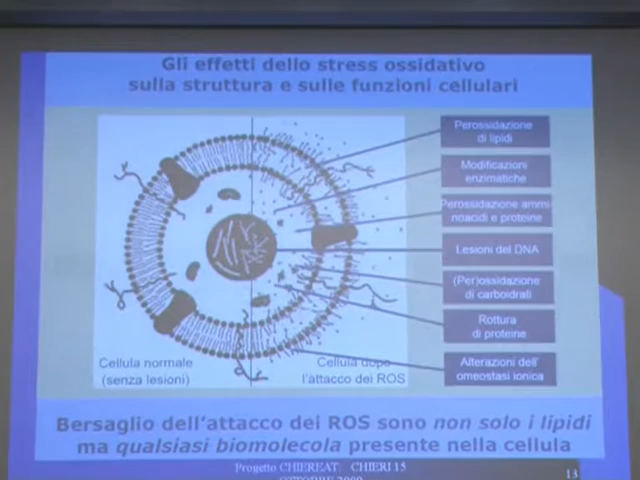 Gli effetti dello stress ossidativo
sulla struttura e sulle funzioni cellulari
Perossidazione
di lipidi
Modificazioni
enzimatiche
Perossidazione ammi
noacidi e proteine
Lesioni del DNA
(Per)ossidazione
di carboidrati
Rottura
di proteine
Alterazioni dell'
omeostasi ionica
Cellula normale
(senza lesioni)
Cellula dopo
l'attacco dei ROS
Bersaglio dell'attacco dei ROS sono non solo i lipidi
ma qualsiasi biomolecola presente nella cellula
Progetto CHIEREAT: CHIERI 15
OTTOBRE 2009
13